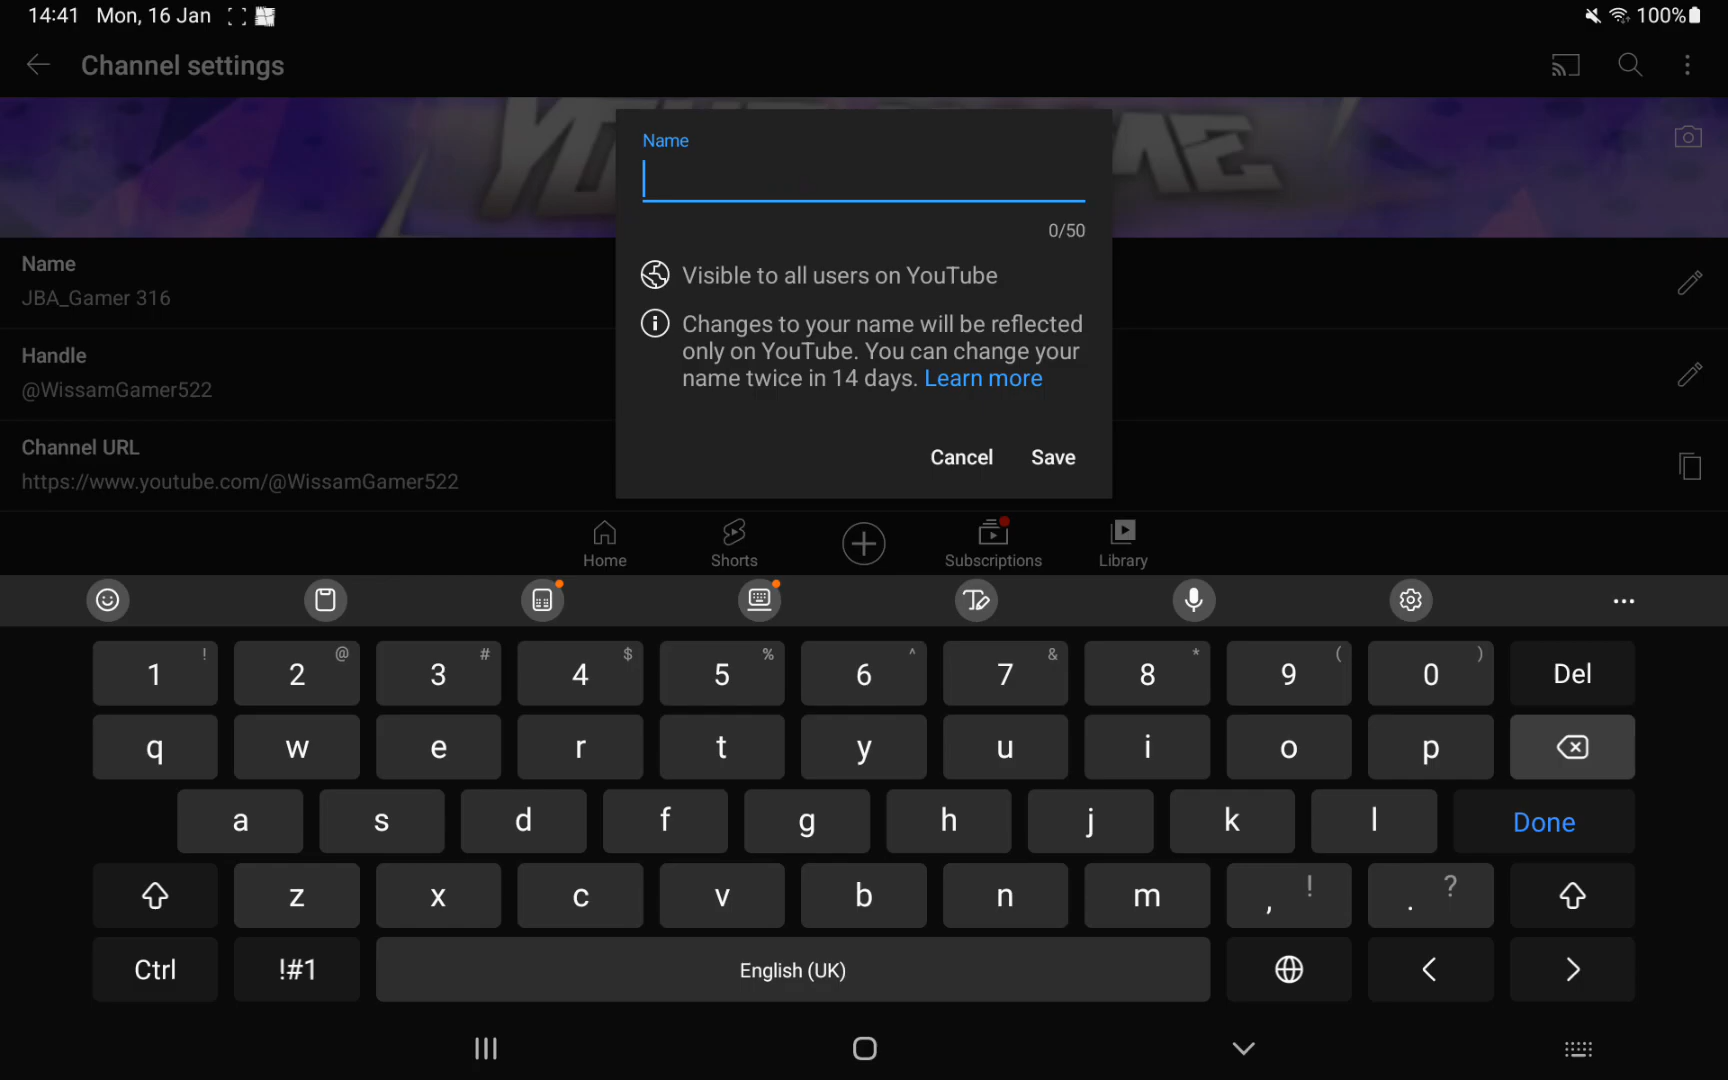 14:41 Mon, 16 Jan 100%
Channel settings
Name
0/50
Visible to all users on YouTube
Changes to your name will be reflected
only on YouTube. You can change your
name twice in 14 days. Learn more
Cancel Save
Name
JBA_Gamer 316
Handle
@WissamGamer522
Channel URL
https://www.youtube.com/@WissamGamer522
Home Shorts Subscriptions Library
1 ! 2 @ 3 # 4 $ 5 % 6 ^ 7 & 8 * 9 ( 0 ) Del
q w e r t y u i o p
a s d f g h j k l Done
z x c v b n m , ! . ?
Ctrl !#1 English (UK) < >